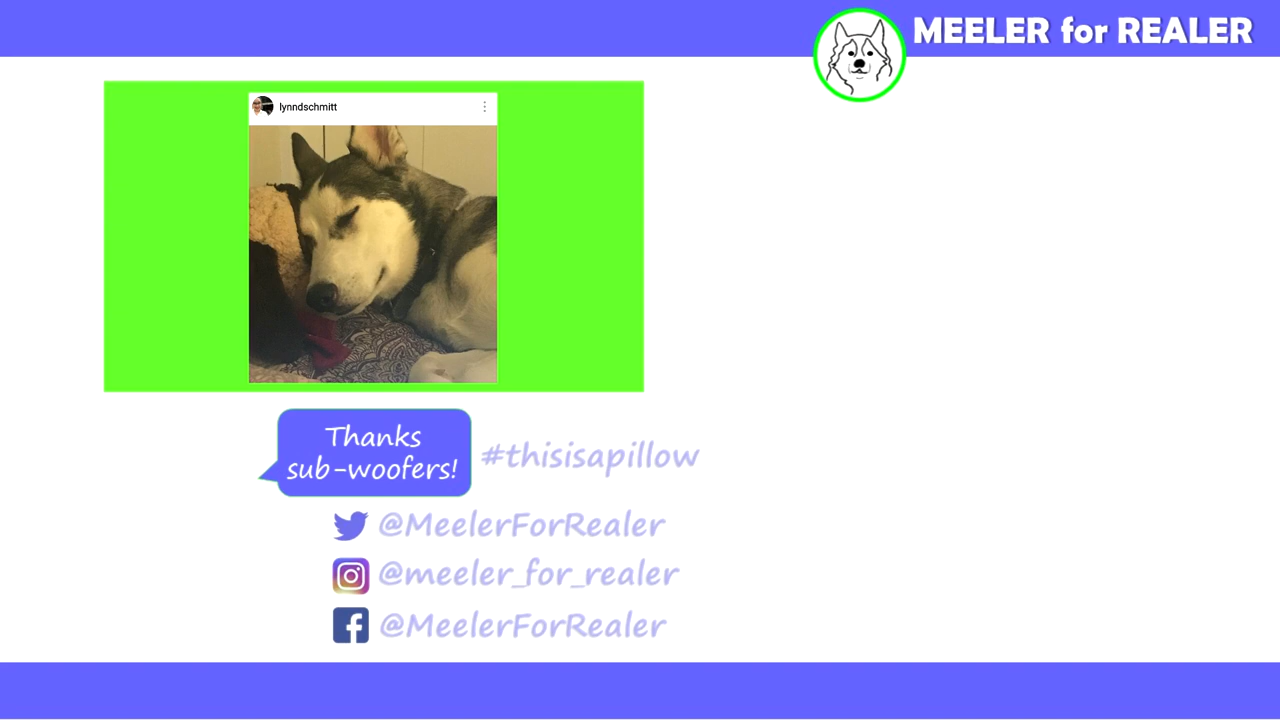 MEELER for REALER
lynndschmitt
Thanks
sub-woofers!
#thisisapillow
@MeelerForRealer
@meeler_for_realer
@MeelerForRealer